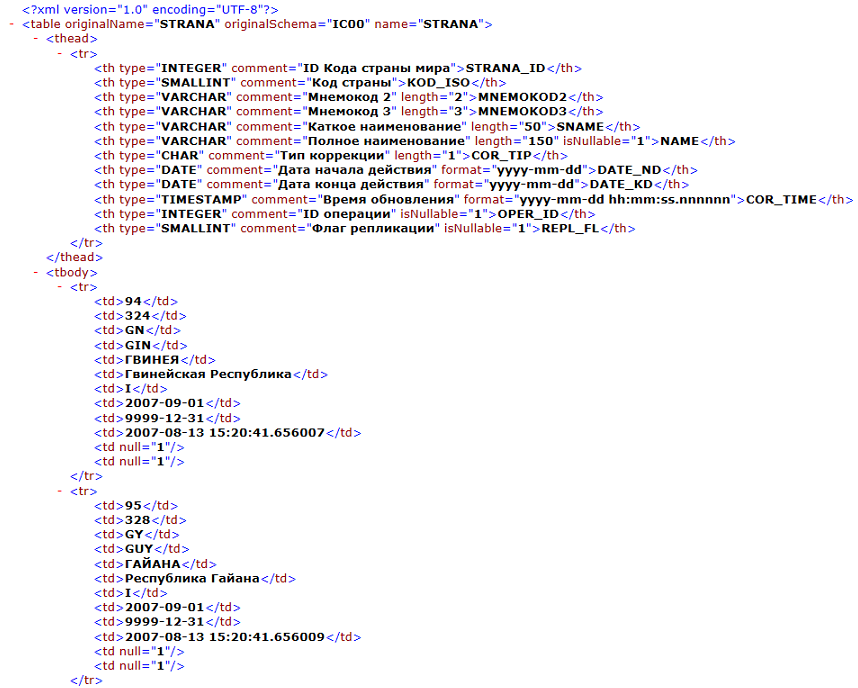 <?xml version="1.0" encoding="UTF-8"?>
- <table originalName="STRANA" originalSchema="IC00" name="STRANA">
- <thead>
- <tr>
<th type="INTEGER" comment="ID Кода страны мира">STRANA_ID</th>
<th type="SMALLINT" comment="Код страны">KOD_ISO</th>
<th type="VARCHAR" comment="Мнемокод 2" length="2">MNEMOKOD2</th>
<th type="VARCHAR" comment="Мнемокод 3" length="3">MNEMOKOD3</th>
<th type="VARCHAR" comment="Каткое наименование" length="50">SNAME</th>
<th type="VARCHAR" comment="Полное наименование" length="150" isNullable="1">NAME</th>
<th type="CHAR" comment="Тип коррекции" length="1">COR_TIP</th>
<th type="DATE" comment="Дата начала действия" format="yyyy-mm-dd">DATE_ND</th>
<th type="DATE" comment="Дата конца действия" format="yyyy-mm-dd">DATE_KD</th>
<th type="TIMESTAMP" comment="Время обновления" format="yyyy-mm-dd hh:mm:ss.nnnnnn">COR_TIME</th>
<th type="INTEGER" comment="ID операции" isNullable="1">OPER_ID</th>
<th type="SMALLINT" comment="Флаг репликации" isNullable="1">REPL_FL</th>
</tr>
</thead>
- <tbody>
- <tr>
<td>94</td>
<td>324</td>
<td>GN</td>
<td>GIN</td>
<td>ГВИНЕЯ</td>
<td>Гвинейская Республика</td>
<td>I</td>
<td>2007-09-01</td>
<td>9999-12-31</td>
<td>2007-08-13 15:20:41.656007</td>
<td null="1"/>
<td null="1"/>
</tr>
- <tr>
<td>95</td>
<td>328</td>
<td>GY</td>
<td>GUY</td>
<td>ГАЙАНА</td>
<td>Республика Гайана</td>
<td>I</td>
<td>2007-09-01</td>
<td>9999-12-31</td>
<td>2007-08-13 15:20:41.656009</td>
<td null="1"/>
<td null="1"/>
</tr>